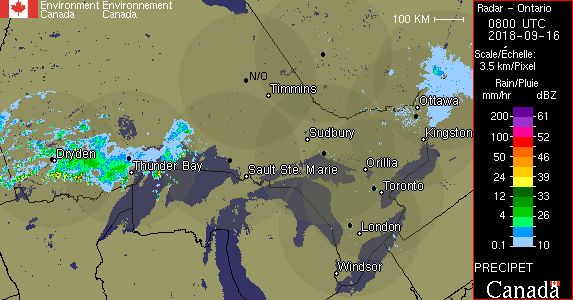 Environment Environnement
Canada Canada
100 KM
N/O
Timmins
Ottawa
Sudbury
Kingston
Dryden
Thunder Bay
Sault Ste. Marie
Orillia
Toronto
London
Windsor
Radar - Ontario
0800 UTC
2018-09-16
Scale/Échelle:
3.5 km/Pixel
Rain/Pluie
mm/hr dBZ
200 61
100 52
50 46
24 39
12 33
4 26
0.1 10
PRECIPET
Canada